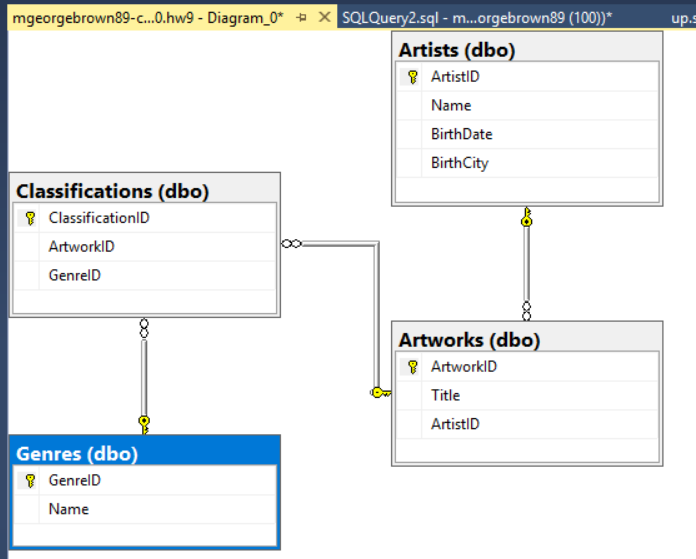 mgeorgebrown89-c...0.hw9 - Diagram_0*
SQLQuery2.sql - m...orgebrown89 (100))*
up.s
Artists (dbo)
ArtistID
Name
BirthDate
BirthCity
Classifications (dbo)
ClassificationID
ArtworkID
GenreID
Artworks (dbo)
ArtworkID
Title
ArtistID
Genres (dbo)
GenreID
Name